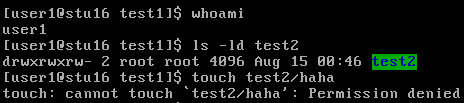 [user1@stu16 test1]$ whoami
user1
[user1@stu16 test1]$ ls -ld test2
drwxrwxrw- 2 root root 4096 Aug 15 00:46 test2
[user1@stu16 test1]$ touch test2/haha
touch: cannot touch `test2/haha': Permission denied